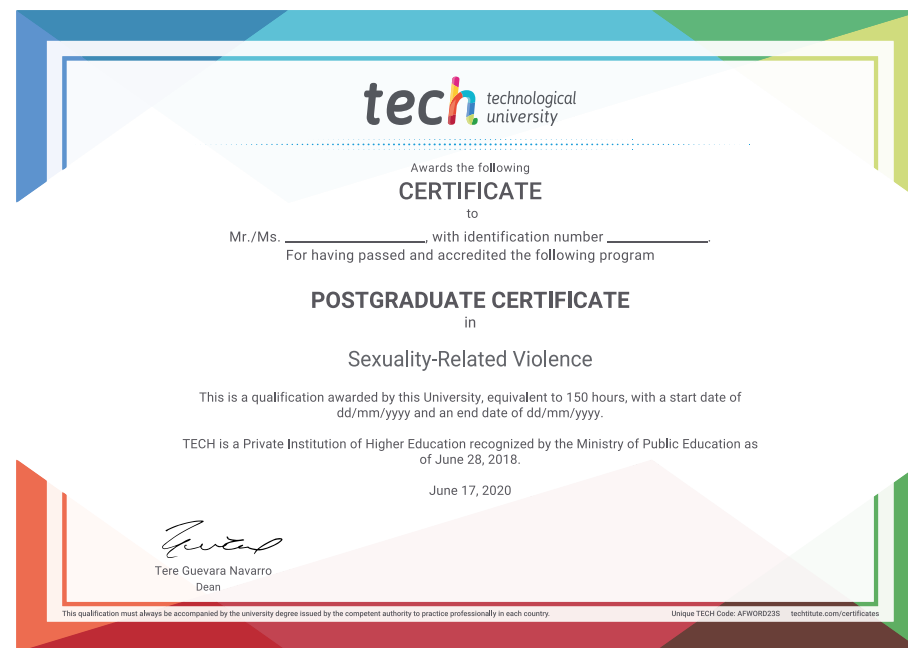 tech technological
university
Awards the following
CERTIFICATE
to
Mr./Ms. ____________________, with identification number ______________.
For having passed and accredited the following program
POSTGRADUATE CERTIFICATE
in
Sexuality-Related Violence
This is a qualification awarded by this University, equivalent to 150 hours, with a start date of
dd/mm/yyyy and an end date of dd/mm/yyyy.
TECH is a Private Institution of Higher Education recognized by the Ministry of Public Education as
of June 28, 2018.
June 17, 2020
Tere Guevara Navarro
Dean
This qualification must always be accompanied by the university degree issued by the competent authority to practice professionally in each country. Unique TECH Code: AFWORD23S techtitute.com/certificates